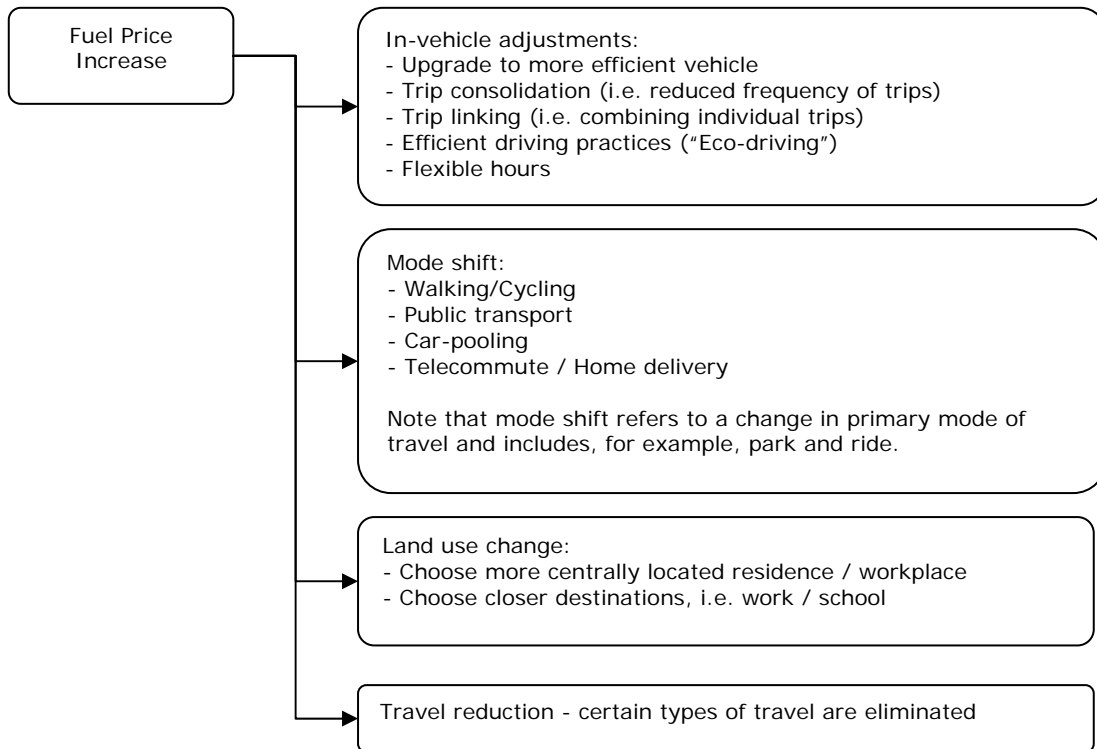 Fuel Price
Increase
In-vehicle adjustments:
- Upgrade to more efficient vehicle
- Trip consolidation (i.e. reduced frequency of trips)
- Trip linking (i.e. combining individual trips)
- Efficient driving practices (“Eco-driving”)
- Flexible hours
Mode shift:
- Walking/Cycling
- Public transport
- Car-pooling
- Telecommute / Home delivery
Note that mode shift refers to a change in primary mode of
travel and includes, for example, park and ride.
Land use change:
- Choose more centrally located residence / workplace
- Choose closer destinations, i.e. work / school
Travel reduction - certain types of travel are eliminated